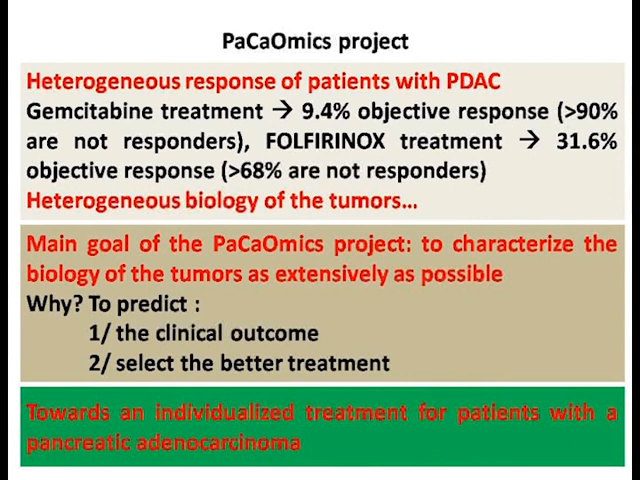 PaCaOmics project
Heterogeneous response of patients with PDAC
Gemcitabine treatment → 9.4% objective response (>90%
are not responders), FOLFIRINOX treatment → 31.6%
objective response (>68% are not responders)
Heterogeneous biology of the tumors...
Main goal of the PaCaOmics project: to characterize the
biology of the tumors as extensively as possible
Why? To predict :
1/ the clinical outcome
2/ select the better treatment
Towards an individualized treatment for patients with a
pancreatic adenocarcinoma